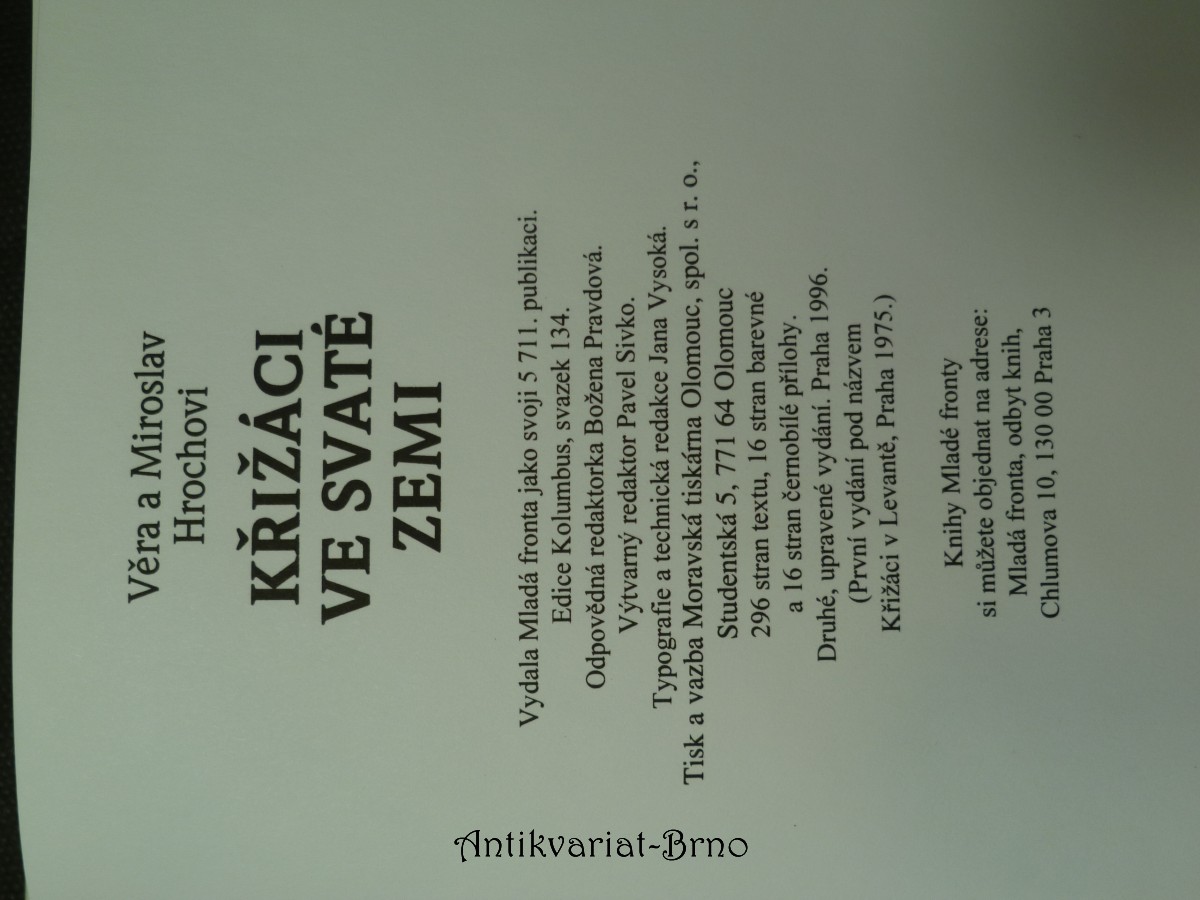 Věra a Miroslav
Hrochovi
KŘIŽÁCI
VE SVATÉ
ZEMI
Vydala Mladá fronta jako svoji 5 711. publikaci.
Edice Kolumbus, svazek 134.
Odpovědná redaktorka Božena Pravdová.
Výtvarný redaktor Pavel Sivko.
Typografie a technická redakce Jana Vysoká.
Tisk a vazba Moravská tiskárna Olomouc, spol. s r. o.,
Studentská 5, 771 64 Olomouc
296 stran textu, 16 stran barevné
a 16 stran černobílé přílohy.
Druhé, upravené vydání. Praha 1996.
(První vydání pod názvem
Křižáci v Levantě, Praha 1975.)
Knihy Mladé fronty
si můžete objednat na adrese:
Mladá fronta, odbyt knih,
Chlumova 10, 130 00 Praha 3
Antikvariat-Brno